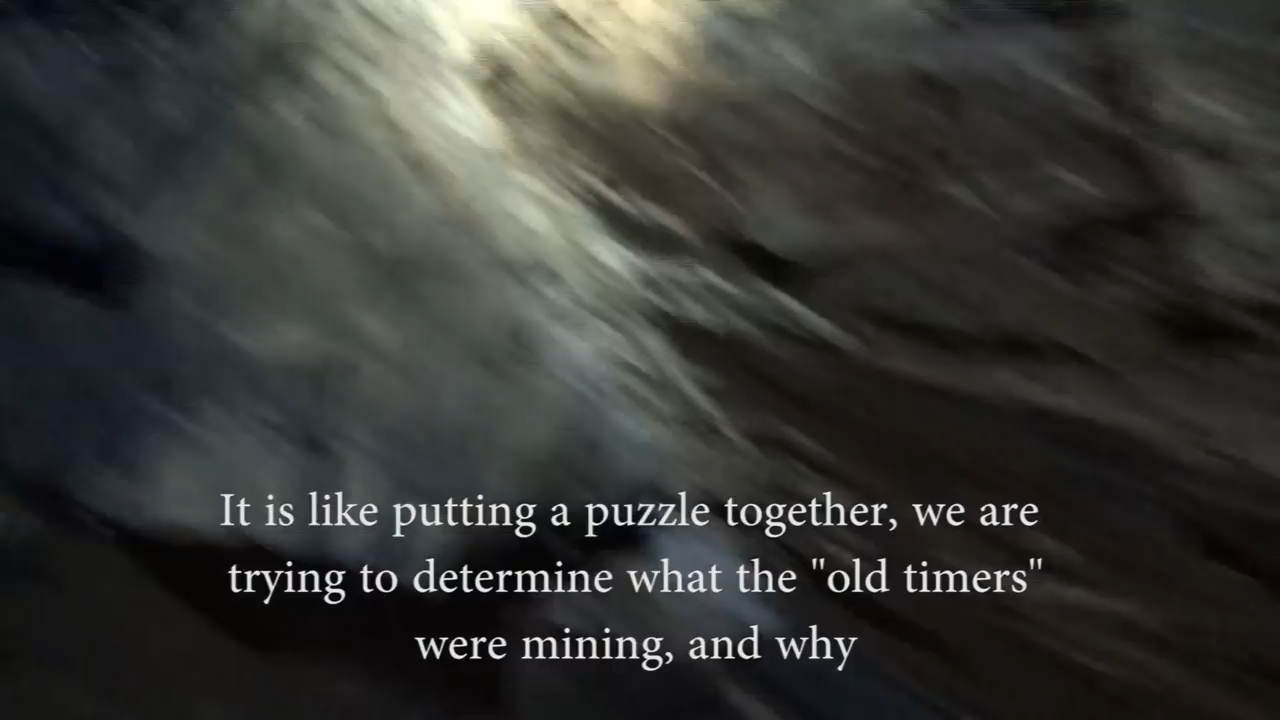 It is like putting a puzzle together, we are
trying to determine what the "old timers"
were mining, and why